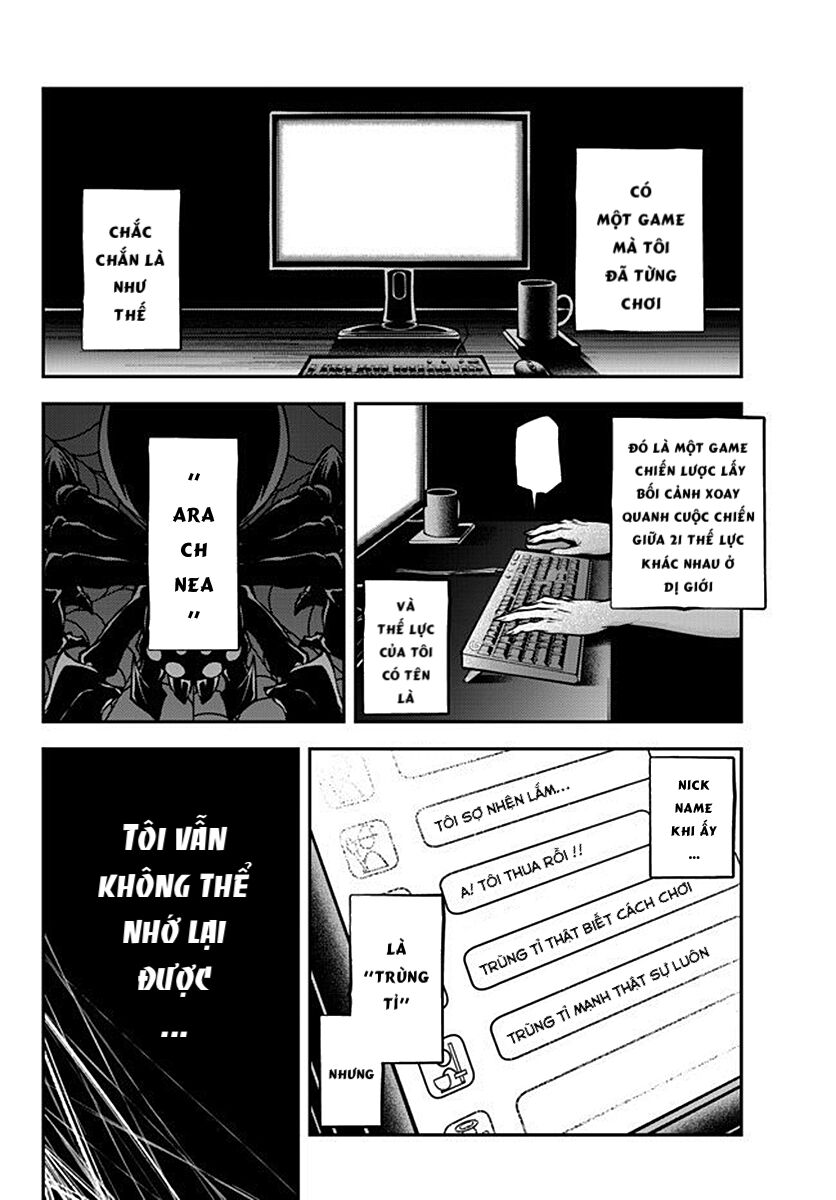 CÓ
MỘT GAME
MÀ TÔI
ĐÃ TỪNG
CHƠI
CHẮC
CHẮN LÀ
NHƯ
THẾ
ĐÓ LÀ MỘT GAME
CHIẾN LƯỢC LẤY
BỐI CẢNH XOAY
QUANH CUỘC CHIẾN
GIỮA 21 THẾ LỰC
KHÁC NHAU Ở
DỊ GIỚI
VÀ
THẾ LỰC
CỦA TÔI
CÓ TÊN
LÀ
"
ARA
CH
NEA
"
NICK
NAME
KHI ẤY
...
TÔI SỢ NHỆN LẮM...
A! TÔI THUA RỒI !!
TRÙNG TỈ THẬT BIẾT CÁCH CHƠI
TRÙNG TỈ MẠNH THẬT SỰ LUÔN
LÀ
"TRÙNG
TỈ"
NHƯNG
TÔI VẪN
KHÔNG THỂ
NHỚ LẠI
ĐƯỢC
...